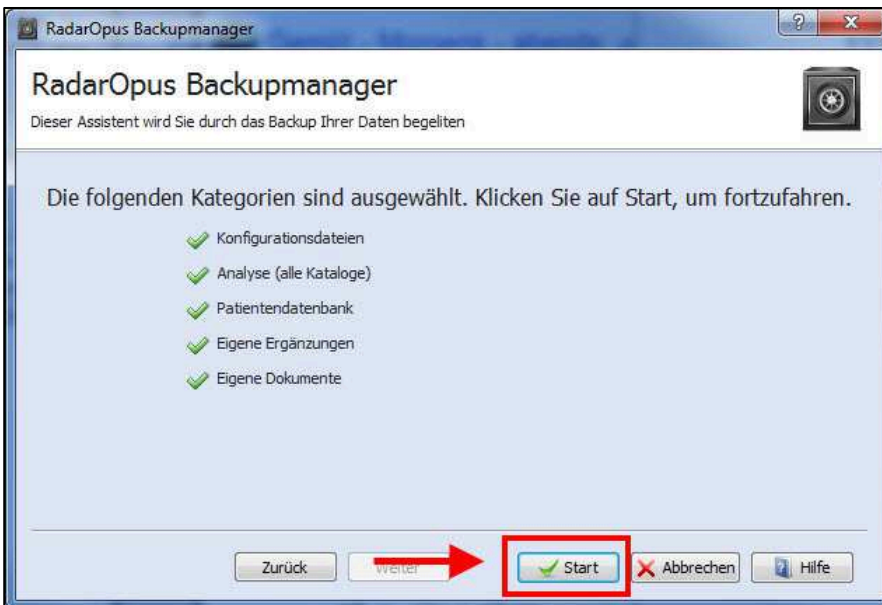 RadarOpus Backupmanager
RadarOpus Backupmanager
Dieser Assistent wird Sie durch das Backup Ihrer Daten begeliten
Die folgenden Kategorien sind ausgewählt. Klicken Sie auf Start, um fortzufahren.
Konfigurationsdateien
Analyse (alle Kataloge)
Patientendatenbank
Eigene Ergänzungen
Eigene Dokumente
Zurück Weiter Start Abbrechen Hilfe